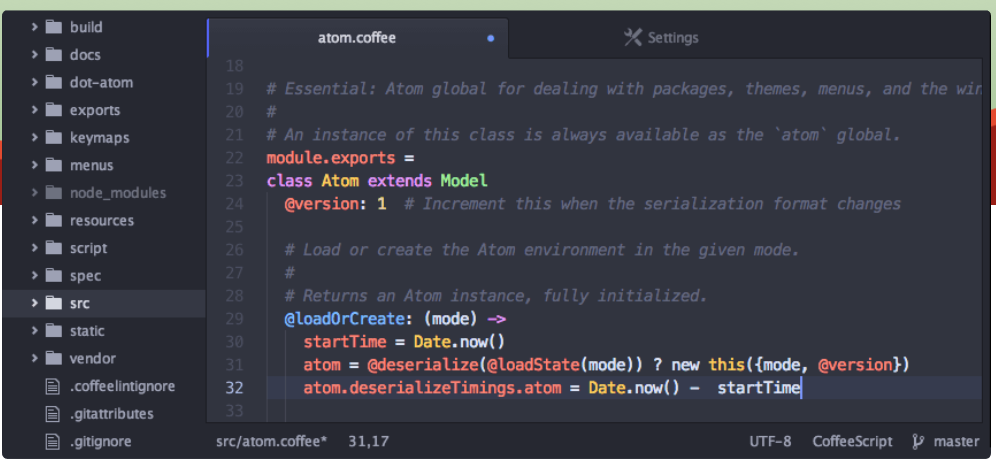 build
docs
dot-atom
exports
keymaps
menus
node_modules
resources
script
spec
src
static
vendor
.coffeelintignore
.gitattributes
.gitignore
atom.coffee
Settings
18
19 # Essential: Atom global for dealing with packages, themes, menus, and the win
20 #
21 # An instance of this class is always available as the `atom` global.
22 module.exports =
23 class Atom extends Model
24 @version: 1 # Increment this when the serialization format changes
25
26 # Load or create the Atom environment in the given mode.
27 #
28 # Returns an Atom instance, fully initialized.
29 @loadOrCreate: (mode) ->
30 startTime = Date.now()
31 atom = @deserialize(@loadState(mode)) ? new this({mode, @version})
32 atom.deserializeTimings.atom = Date.now() - startTime
33
src/atom.coffee* 31,17 UTF-8 CoffeeScript master